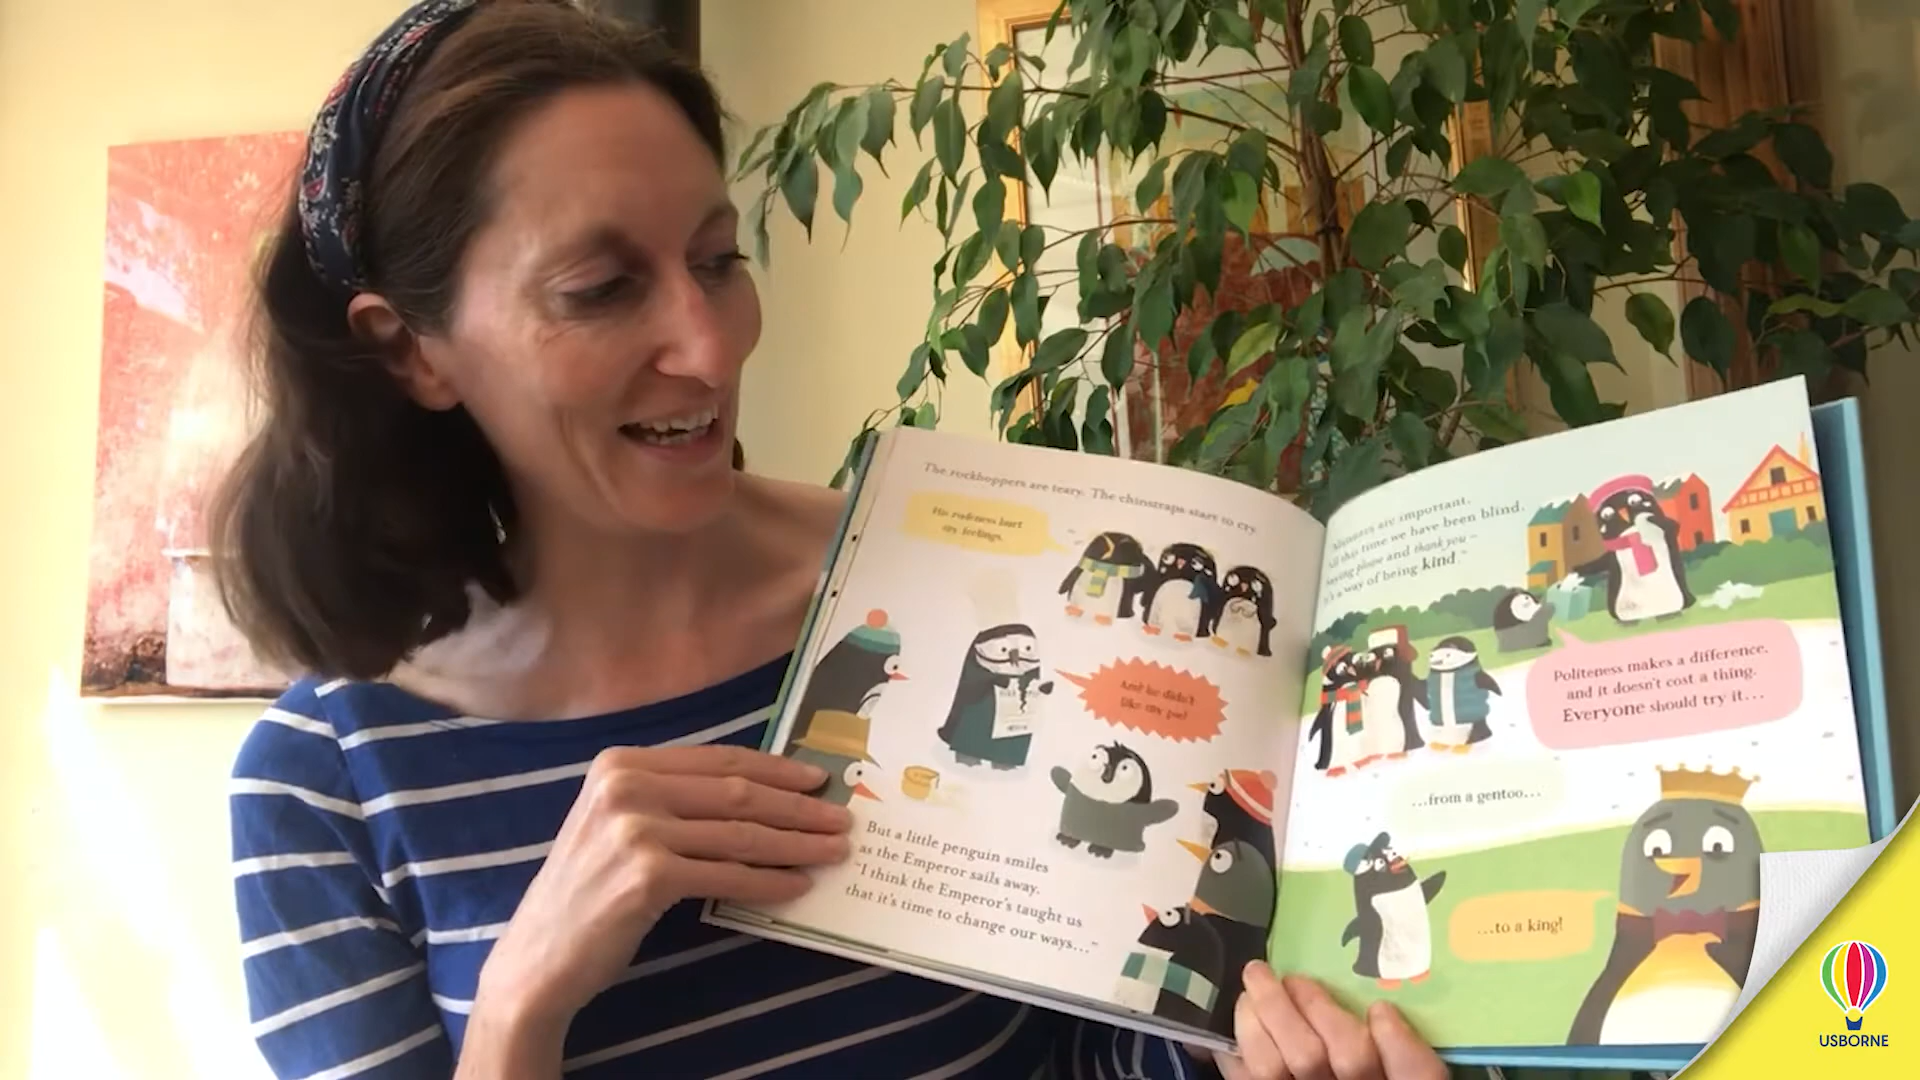 The rockhoppers are teary. The chinstraps start to cry.
His rudeness hurt
my feelings.
And he didn't
like my pie!
But a little penguin smiles
as the Emperor sails away.
"I think the Emperor's taught us
that it's time to change our ways..."
Manners are important.
All this time we have been blind.
Saying please and thank you –
it's a way of being kind."
Politeness makes a difference,
and it doesn't cost a thing.
Everyone should try it...
...from a gentoo...
...to a king!
USBORNE